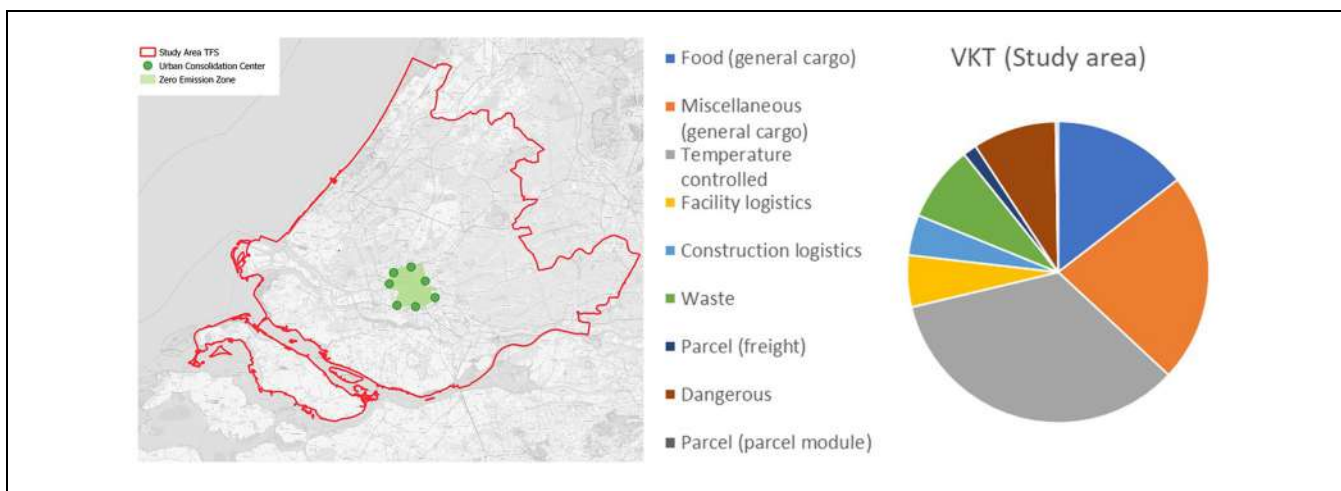 Study Area TFS
Urban Consolidation Center
Zero Emission Zone
Food (general cargo)
Miscellaneous
(general cargo)
Temperature
controlled
Facility logistics
Construction logistics
Waste
Parcel (freight)
Dangerous
Parcel (parcel module)
VKT (Study area)